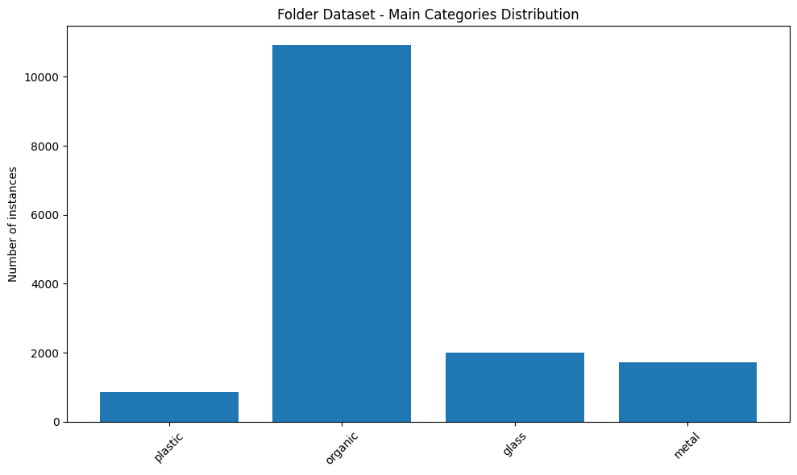 Folder Dataset - Main Categories Distribution
Number of instances
10000
8000
6000
4000
2000
0
plastic
organic
glass
metal